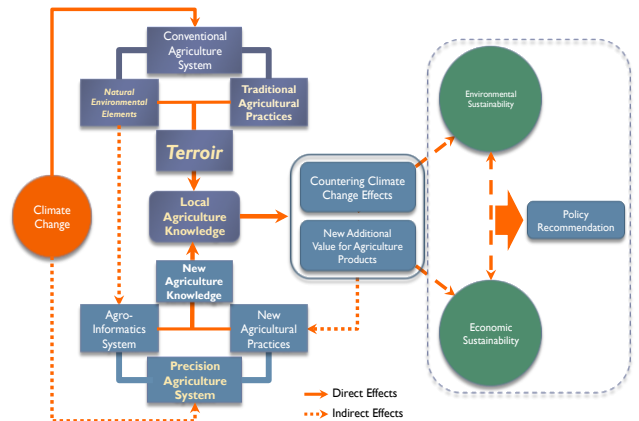 Conventional
Agriculture
System
Natural
Environmental
Elements
Traditional
Agricultural
Practices
Terroir
Climate
Change
Local
Agriculture
Knowledge
New
Agriculture
Knowledge
Agro-
Informatics
System
New
Agricultural
Practices
Precision
Agriculture
System
Countering Climate
Change Effects
New Additional
Value for Agriculture
Products
Environmental
Sustainability
Policy
Recommendation
Economic
Sustainability
Direct Effects
Indirect Effects